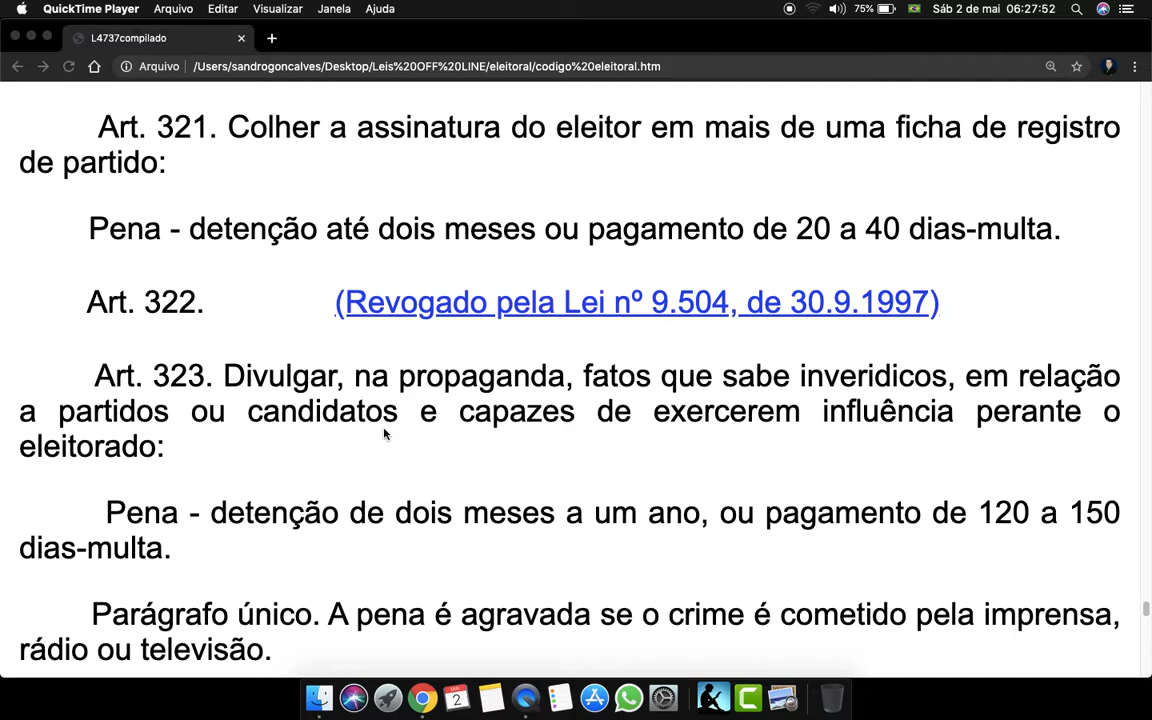 QuickTime Player Arquivo Editar Visualizar Janela Ajuda 75% Sáb 2 de mai 06:27:52
L4737compilado
Arquivo /Users/sandrogoncalves/Desktop/Leis%20OFF%20LINE/eleitoral/codigo%20eleitoral.htm
Art. 321. Colher a assinatura do eleitor em mais de uma ficha de registro
de partido:
Pena - detenção até dois meses ou pagamento de 20 a 40 dias-multa.
Art. 322. (Revogado pela Lei nº 9.504, de 30.9.1997)
Art. 323. Divulgar, na propaganda, fatos que sabe inveridicos, em relação
a partidos ou candidatos e capazes de exercerem influência perante o
eleitorado:
Pena - detenção de dois meses a um ano, ou pagamento de 120 a 150
dias-multa.
Parágrafo único. A pena é agravada se o crime é cometido pela imprensa,
rádio ou televisão.
MAI
2